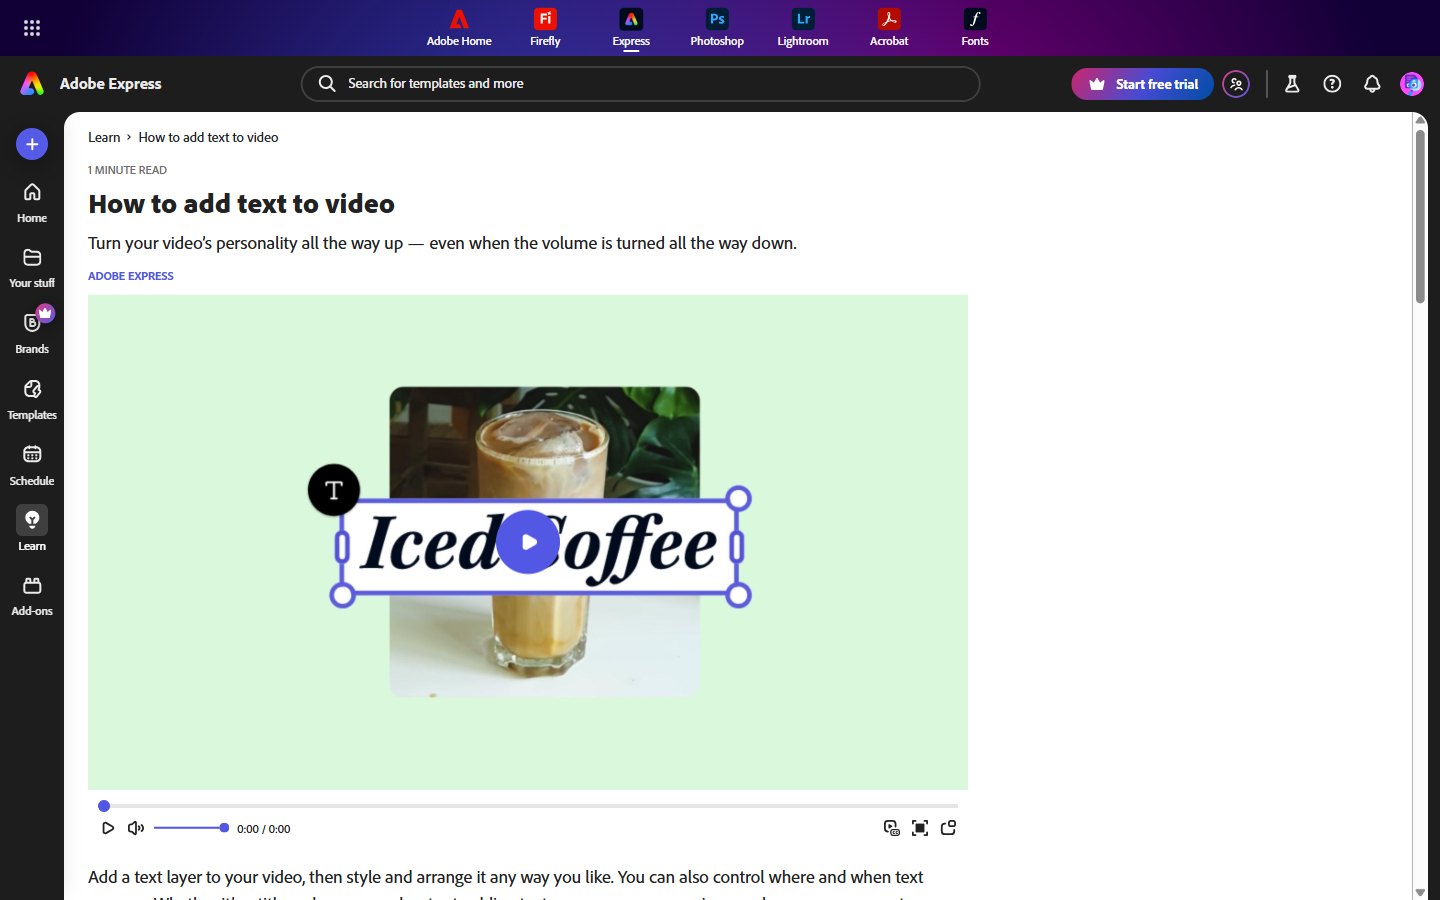 Adobe Home
Firefly
Express
Photoshop
Lightroom
Acrobat
Fonts
Adobe Express
Search for templates and more
Start free trial
Home
Your stuff
Brands
Templates
Schedule
Learn
Add-ons
Learn › How to add text to video
1 MINUTE READ
How to add text to video
Turn your video's personality all the way up — even when the volume is turned all the way down.
ADOBE EXPRESS
T
Iced Coffee
0:00 / 0:00
Add a text layer to your video, then style and arrange it any way you like. You can also control where and when text